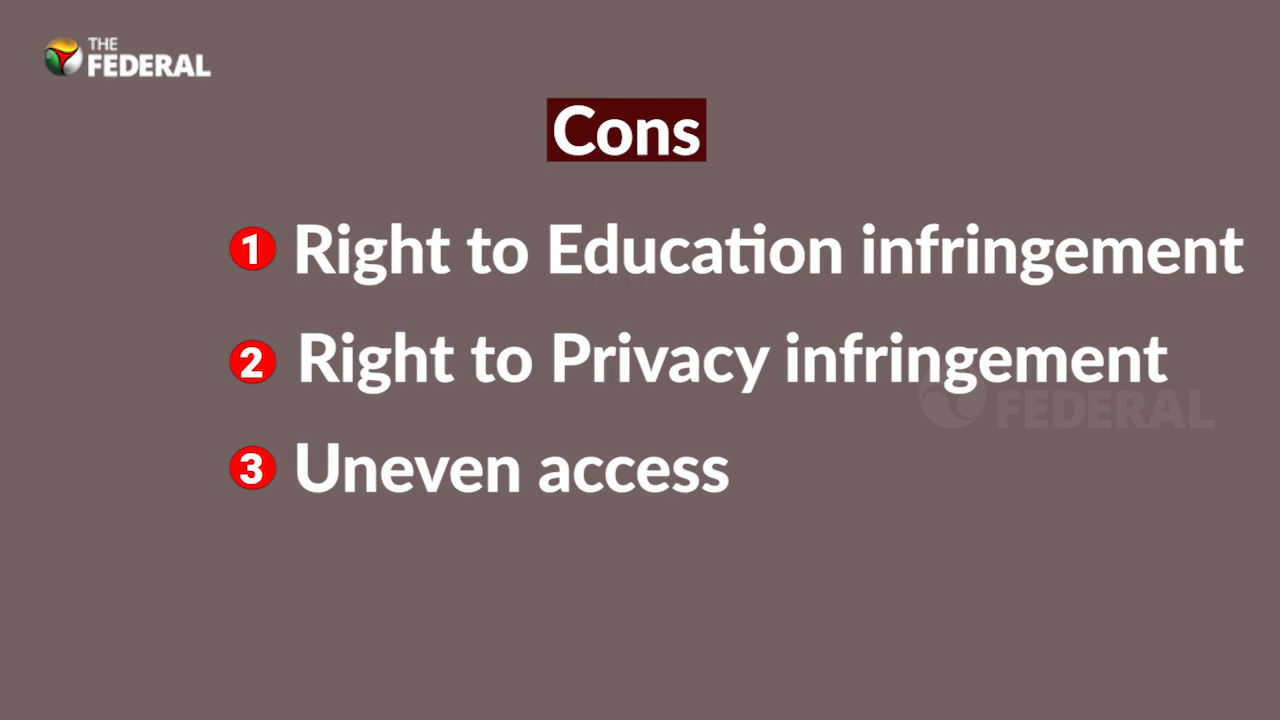 THE
FEDERAL
Cons
1 Right to Education infringement
2 Right to Privacy infringement
FEDERAL
3 Uneven access